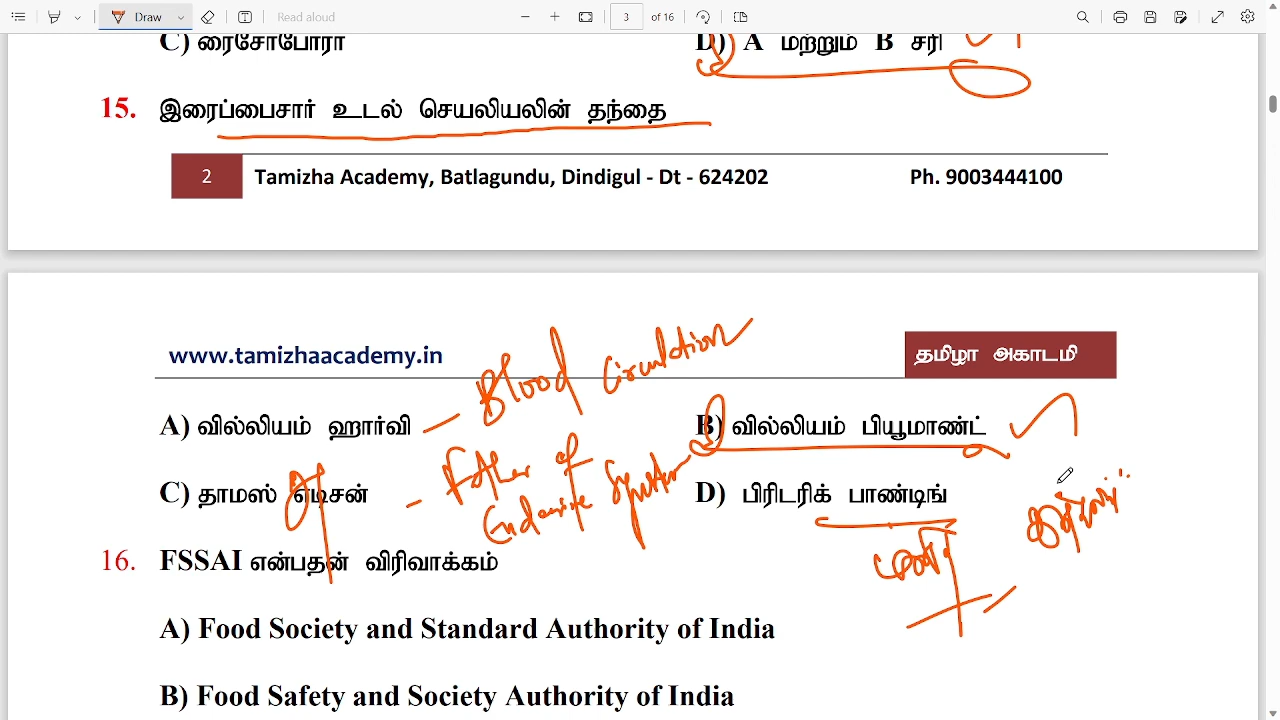 Draw
Read aloud
3 of 16
C) ரைசோபோரா
D) A மற்றும் B சரி
15. இரைப்பைசார் உடல் செயலியலின் தந்தை
2 Tamizha Academy, Batlagundu, Dindigul - Dt - 624202 Ph. 9003444100
www.tamizhaacademy.in
தமிழா அகாடமி
Blood Circulation
A) வில்லியம் ஹார்வி
B) வில்லியம் பியூமாண்ட்
Father of
System
C) தாமஸ் எடிசன்
D) பிரிடரிக் பாண்டிங்
16. FSSAI என்பதன் விரிவாக்கம்
A) Food Society and Standard Authority of India
B) Food Safety and Society Authority of India